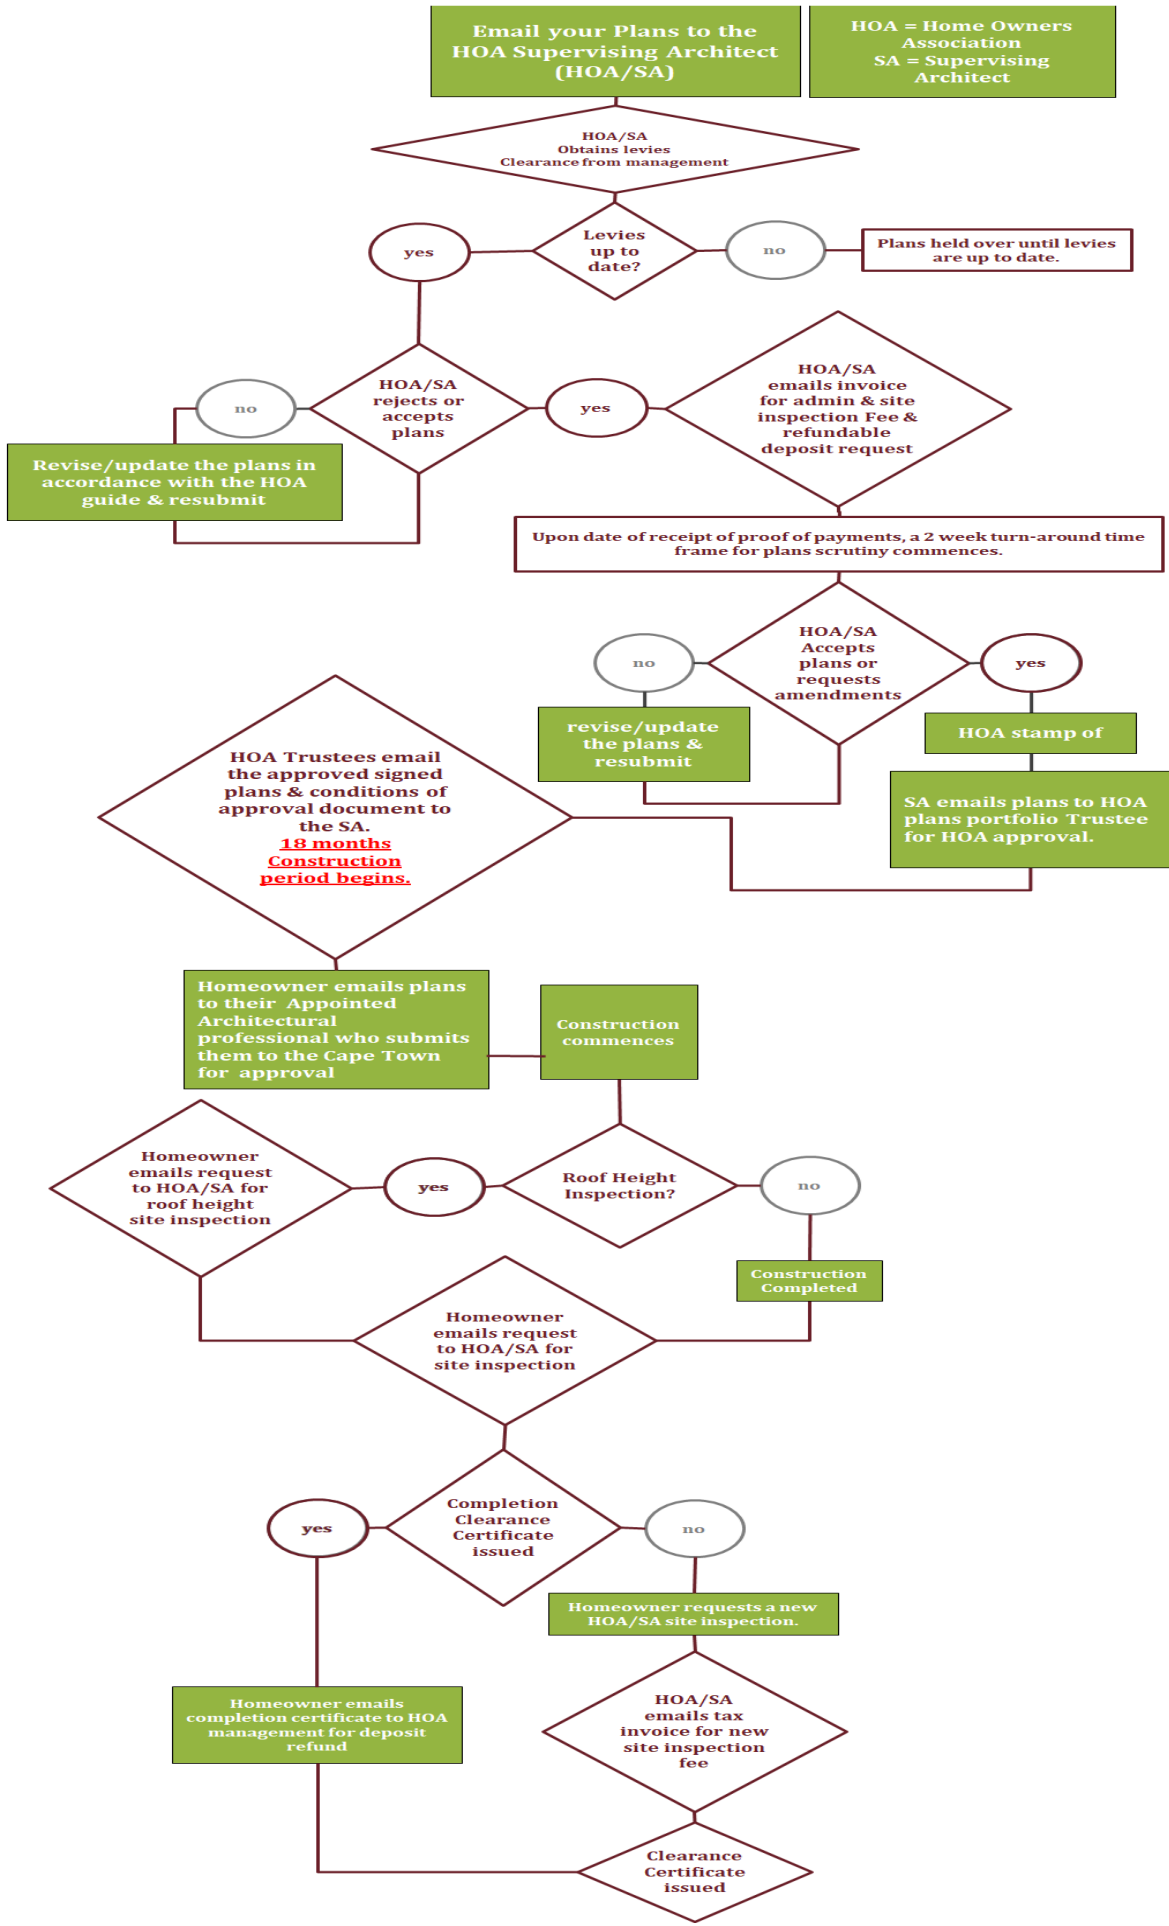 Email your Plans to the
HOA Supervising Architect
(HOA/SA)
HOA = Home Owners
Association
SA = Supervising
Architect
HOA/SA
Obtains levies
Clearance from management
Levies
up to
date?
yes
no
Plans held over until levies
are up to date.
HOA/SA
rejects or
accepts
plans
no
yes
HOA/SA
emails invoice
for admin & site
inspection Fee &
refundable
deposit request
Revise/update the plans in
accordance with the HOA
guide & resubmit
Upon date of receipt of proof of payments, a 2 week turn-around time
frame for plans scrutiny commences.
HOA/SA
Accepts
plans or
requests
amendments
no
yes
revise/update
the plans &
resubmit
HOA stamp of
SA emails plans to HOA
plans portfolio Trustee
for HOA approval.
HOA Trustees email
the approved signed
plans & conditions of
approval document to
the SA.
18 months
Construction
period begins.
Homeowner emails plans
to their Appointed
Architectural
professional who submits
them to the Cape Town
for approval
Construction
commences
Roof Height
Inspection?
yes
no
Homeowner
emails request
to HOA/SA for
roof height
site inspection
Construction
Completed
Homeowner
emails request
to HOA/SA for
site inspection
Completion
Clearance
Certificate
issued
yes
no
Homeowner requests a new
HOA/SA site inspection.
Homeowner emails
completion certificate to HOA
management for deposit
refund
HOA/SA
emails tax
invoice for new
site inspection
fee
Clearance
Certificate
issued